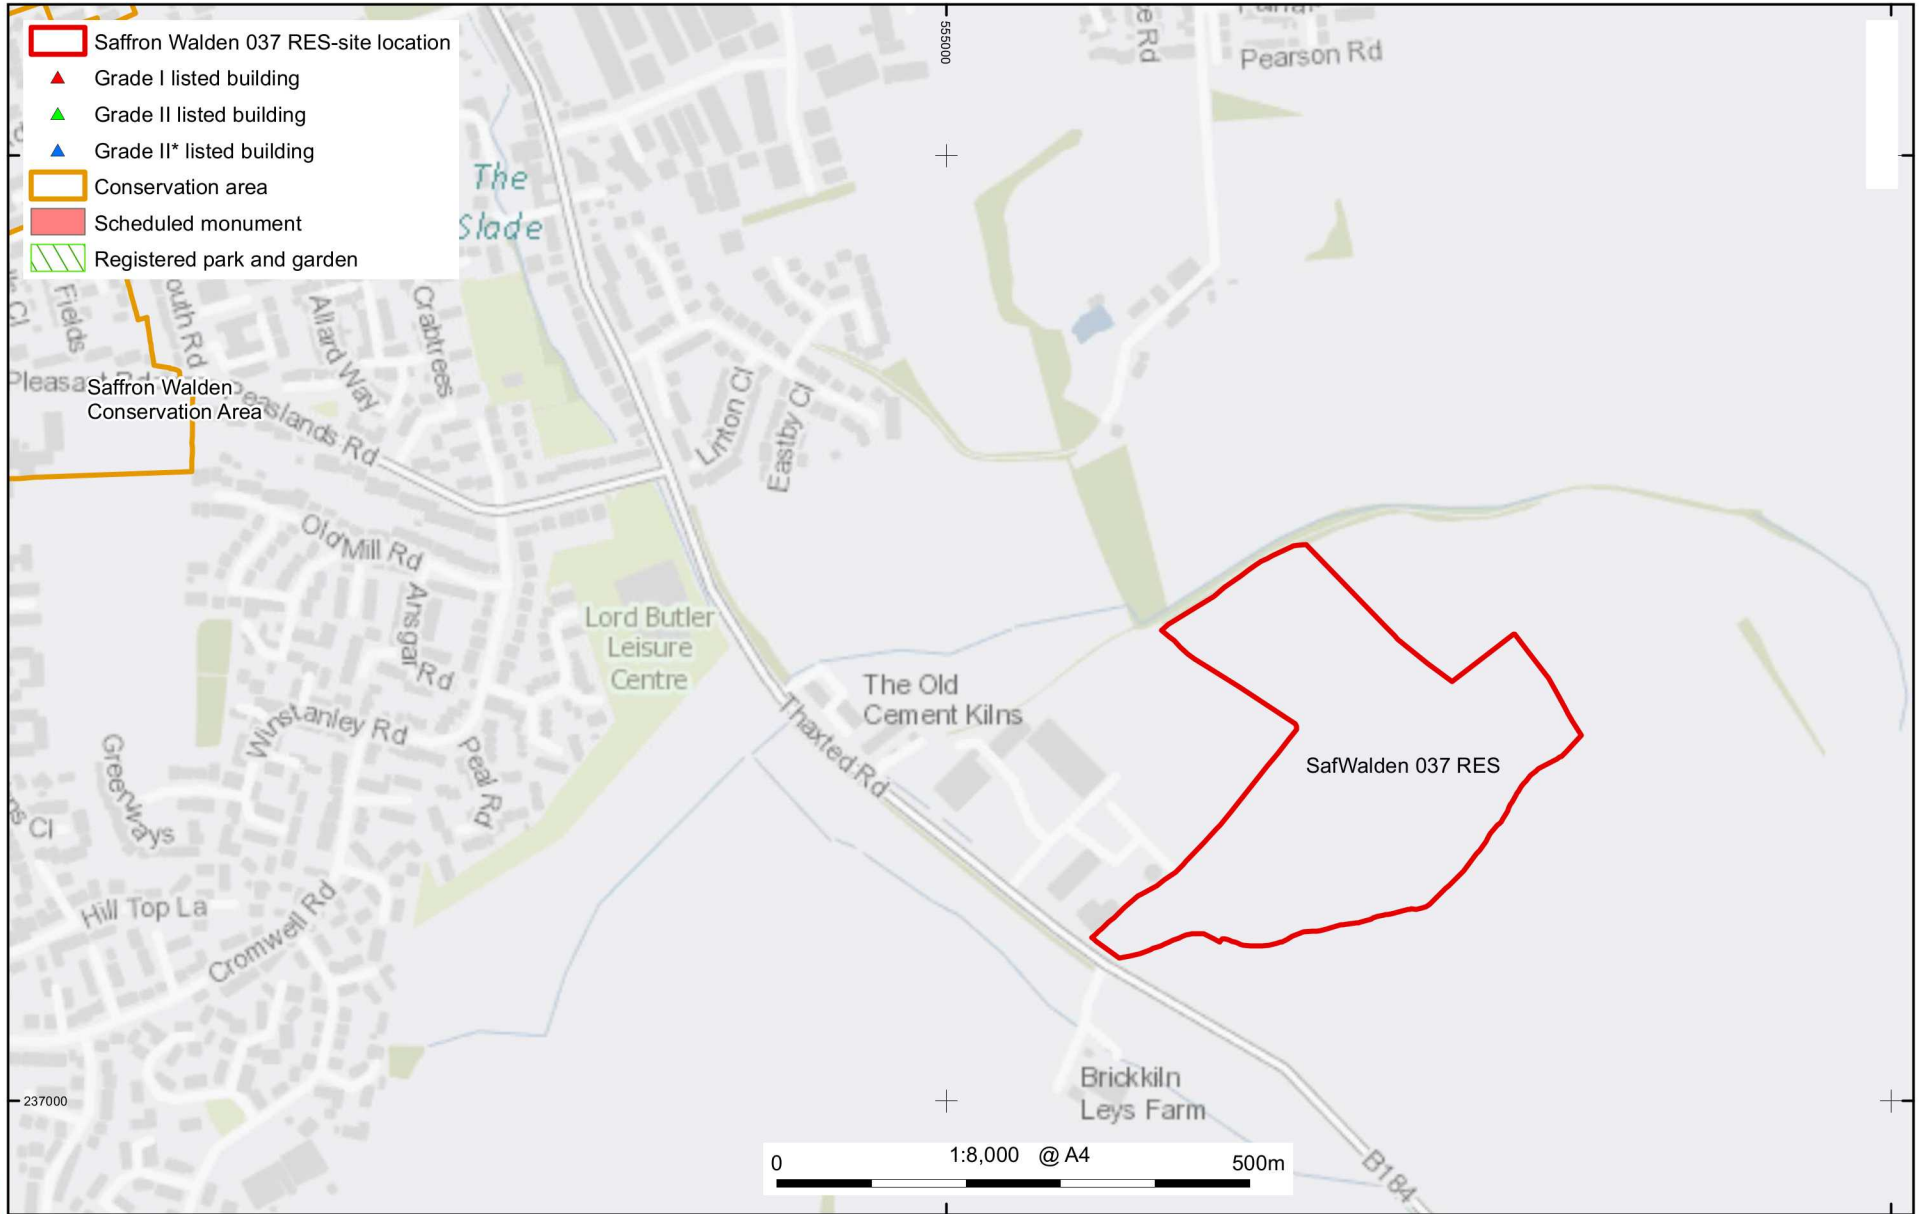 Saffron Walden 037 RES-site location
Grade I listed building
Grade II listed building
Grade II* listed building
Conservation area
Scheduled monument
Registered park and garden
555000
Pearson Rd
The
Slade
Fields
outh Rd
Allard Way
Crabtrees
Saffron Walden
Conservation Area
Peaslands Rd
Linton Cl
Eastby Cl
Old Mill Rd
Ansgar Rd
Lord Butler
Leisure
Centre
Winstanley Rd
Peal Rd
Greenways
The Old
Cement Kilns
Thaxted Rd
SafWalden 037 RES
Hill Top La
Cromwell Rd
Brickkiln
Leys Farm
237000
0
1:8,000 @ A4
500m
B184